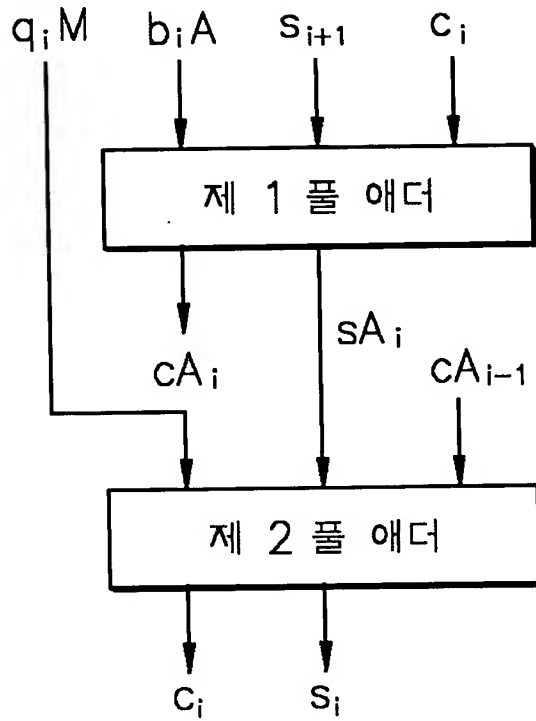 qᵢM bᵢA sᵢ₊₁ cᵢ
제 1 풀 애더
sAᵢ
cAᵢ cAᵢ₋₁
제 2 풀 애더
cᵢ sᵢ